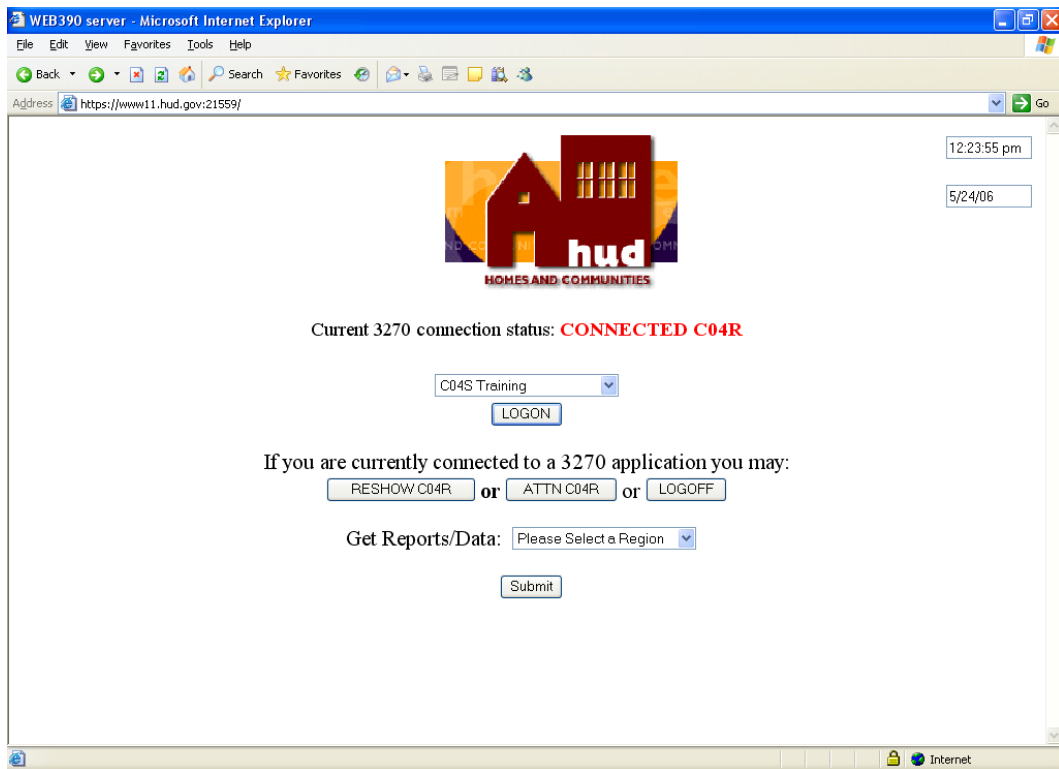 WEB390 server - Microsoft Internet Explorer
File Edit View Favorites Tools Help
Back Search Favorites
Address https://www11.hud.gov:21559/ Go
12:23:55 pm
5/24/06
hud
HOMES AND COMMUNITIES
Current 3270 connection status: CONNECTED C04R
C04S Training
LOGON
If you are currently connected to a 3270 application you may:
RESHOW C04R or ATTN C04R or LOGOFF
Get Reports/Data: Please Select a Region
Submit
Internet